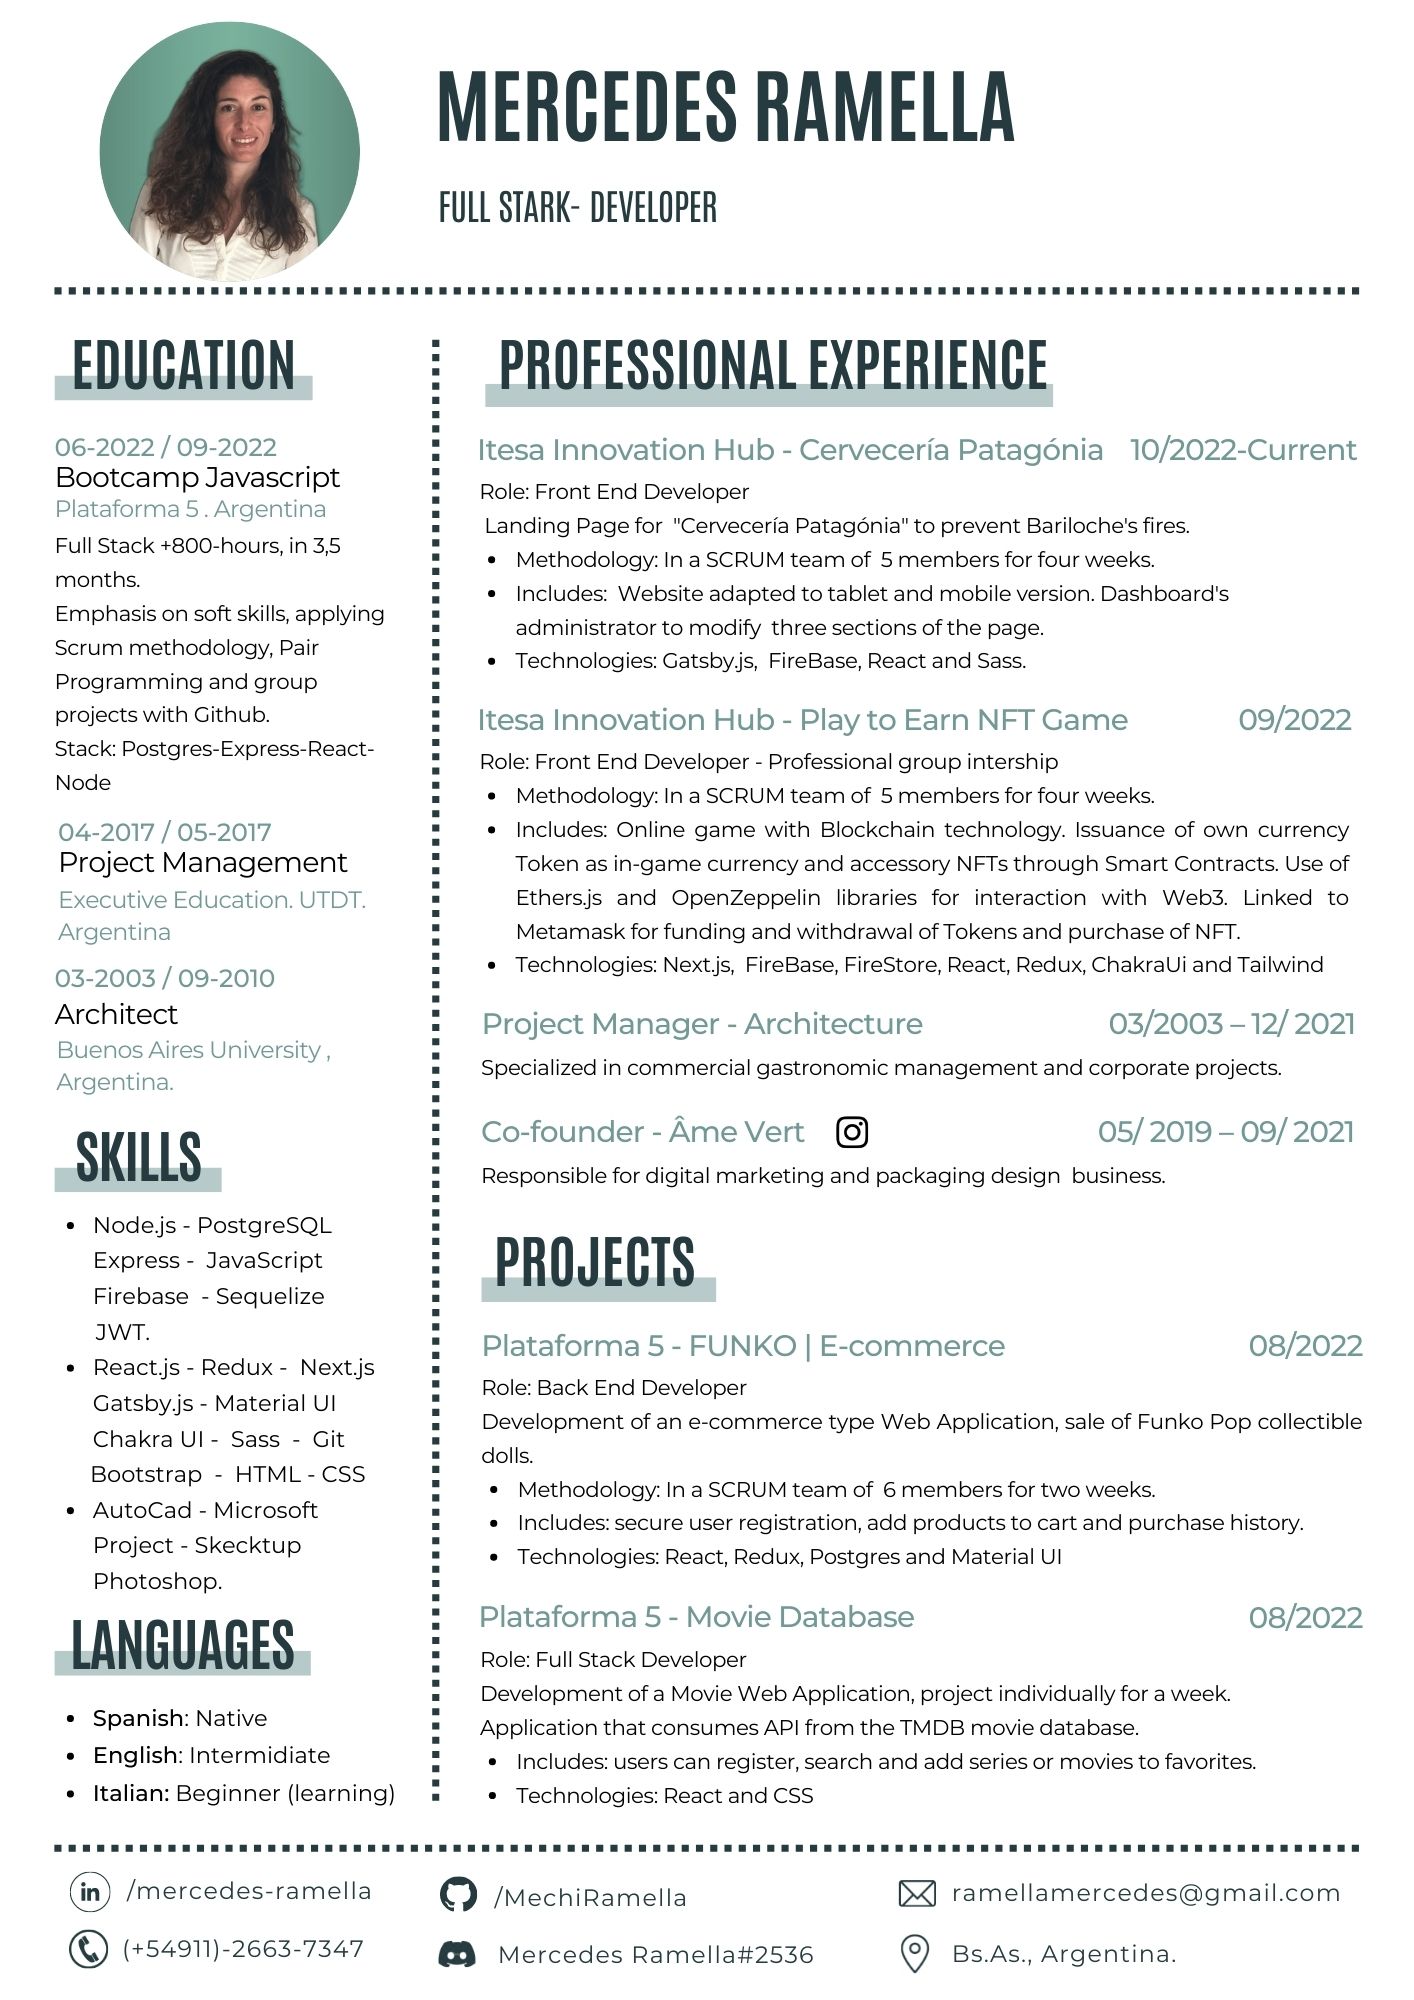 MERCEDES RAMELLA
FULL STARK- DEVELOPER
EDUCATION
06-2022 / 09-2022
Bootcamp Javascript
Plataforma 5 . Argentina
Full Stack +800-hours, in 3,5
months.
Emphasis on soft skills, applying
Scrum methodology, Pair
Programming and group
projects with Github.
Stack: Postgres-Express-React-
Node
04-2017 / 05-2017
Project Management
Executive Education. UTDT.
Argentina
03-2003 / 09-2010
Architect
Buenos Aires University ,
Argentina.
SKILLS
• Node.js - PostgreSQL
Express -  JavaScript
Firebase  - Sequelize
JWT.
• React.js - Redux -  Next.js
Gatsby.js - Material UI
Chakra UI -  Sass  -  Git
Bootstrap  -  HTML - CSS
• AutoCad - Microsoft
Project - Skecktup
Photoshop.
LANGUAGES
• Spanish: Native
• English: Intermidiate
• Italian: Beginner (learning)
PROFESSIONAL EXPERIENCE
Itesa Innovation Hub - Cervecería Patagónia 10/2022-Current
Role: Front End Developer
Landing Page for  "Cervecería Patagónia" to prevent Bariloche's fires.
• Methodology: In a SCRUM team of  5 members for four weeks.
• Includes:  Website adapted to tablet and mobile version. Dashboard's
administrator to modify  three sections of the page.
• Technologies: Gatsby.js,  FireBase, React and Sass.
Itesa Innovation Hub - Play to Earn NFT Game 09/2022
Role: Front End Developer - Professional group intership
• Methodology: In a SCRUM team of  5 members for four weeks.
• Includes: Online game with Blockchain technology. Issuance of own currency
Token as in-game currency and accessory NFTs through Smart Contracts. Use of
Ethers.js and OpenZeppelin libraries for interaction with Web3. Linked to
Metamask for funding and withdrawal of Tokens and purchase of NFT.
• Technologies: Next.js,  FireBase, FireStore, React, Redux, ChakraUi and Tailwind
Project Manager - Architecture 03/2003 – 12/ 2021
Specialized in commercial gastronomic management and corporate projects.
Co-founder - Âme Vert 05/ 2019 – 09/ 2021
Responsible for digital marketing and packaging design  business.
PROJECTS
Plataforma 5 - FUNKO | E-commerce 08/2022
Role: Back End Developer
Development of an e-commerce type Web Application, sale of Funko Pop collectible
dolls.
• Methodology: In a SCRUM team of  6 members for two weeks.
• Includes: secure user registration, add products to cart and purchase history.
• Technologies: React, Redux, Postgres and Material UI
Plataforma 5 - Movie Database 08/2022
Role: Full Stack Developer
Development of a Movie Web Application, project individually for a week.
Application that consumes API from the TMDB movie database.
• Includes: users can register, search and add series or movies to favorites.
• Technologies: React and CSS
in /mercedes-ramella
/MechiRamella
ramellamercedes@gmail.com
(+54911)-2663-7347
Mercedes Ramella#2536
Bs.As., Argentina.